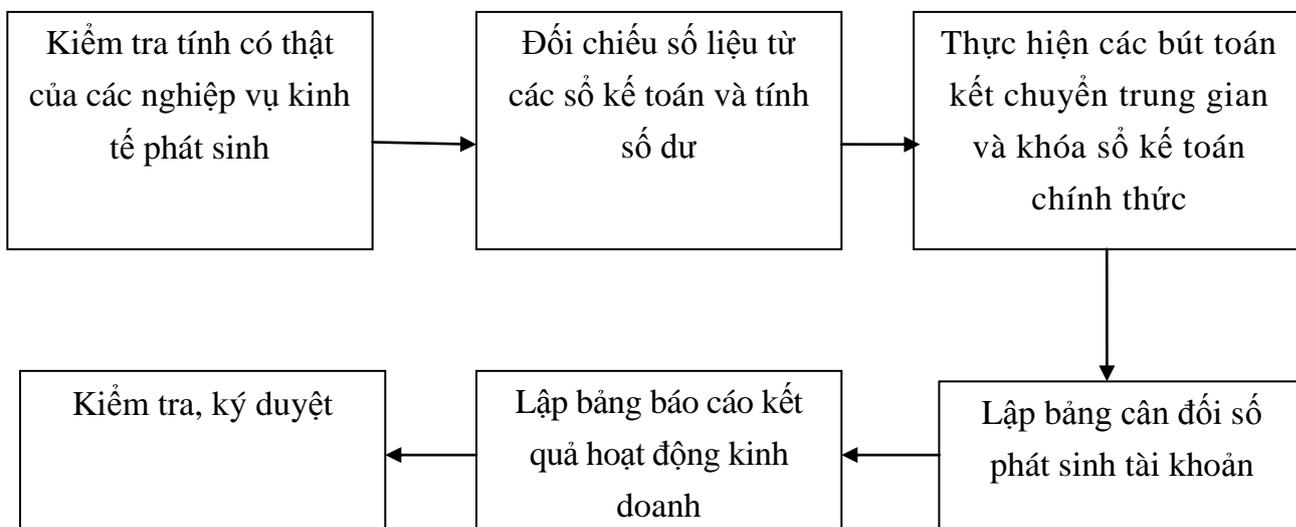 Kiểm tra tính có thật
của các nghiệp vụ kinh
tế phát sinh
Đối chiếu số liệu từ
các sổ kế toán và tính
số dư
Thực hiện các bút toán
kết chuyển trung gian
và khóa sổ kế toán
chính thức
Lập bảng cân đối số
phát sinh tài khoản
Lập bảng báo cáo kết
quả hoạt động kinh
doanh
Kiểm tra, ký duyệt